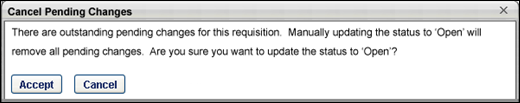 Cancel Pending Changes
There are outstanding pending changes for this requisition.  Manually updating the status to ‘Open’ will
remove all pending changes.  Are you sure you want to update the status to ‘Open’?
Accept Cancel